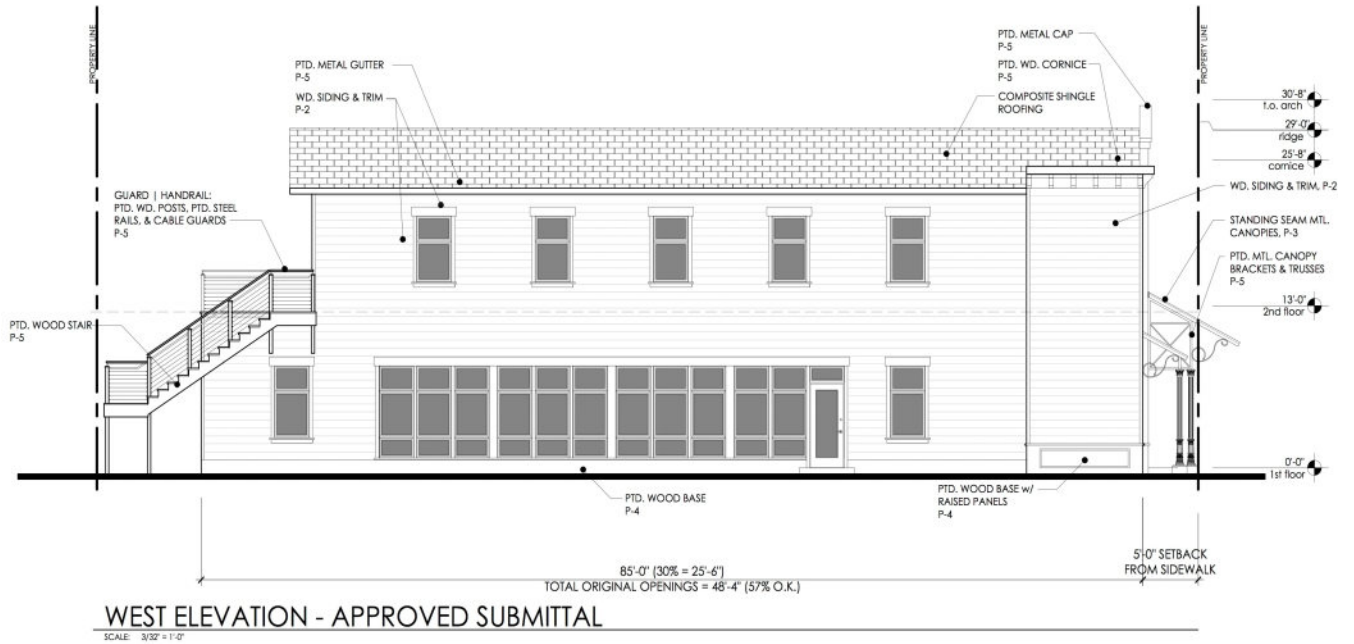 PROPERTY LINE
PTD. METAL GUTTER
P-5
WD. SIDING & TRIM
P-2
GUARD | HANDRAIL:
PTD. WD. POSTS, PTD. STEEL
RAILS, & CABLE GUARDS
P-5
PTD. WOOD STAIR
P-5
PTD. METAL CAP
P-5
PTD. WD. CORNICE
P-5
COMPOSITE SHINGLE
ROOFING
PROPERTY LINE
30'-8"
t.o. arch
29'-0"
ridge
25'-8"
cornice
WD. SIDING & TRIM, P-2
STANDING SEAM MTL.
CANOPIES, P-3
PTD. MTL. CANOPY
BRACKETS & TRUSSES
P-5
13'-0"
2nd floor
0'-0"
1st floor
PTD. WOOD BASE
P-4
PTD. WOOD BASE w/
RAISED PANELS
P-4
85'-0" (30% = 25'-6")
TOTAL ORIGINAL OPENINGS = 48'-4" (57% O.K.)
5'-0" SETBACK
FROM SIDEWALK
WEST ELEVATION - APPROVED SUBMITTAL
SCALE: 3/32" = 1'-0"